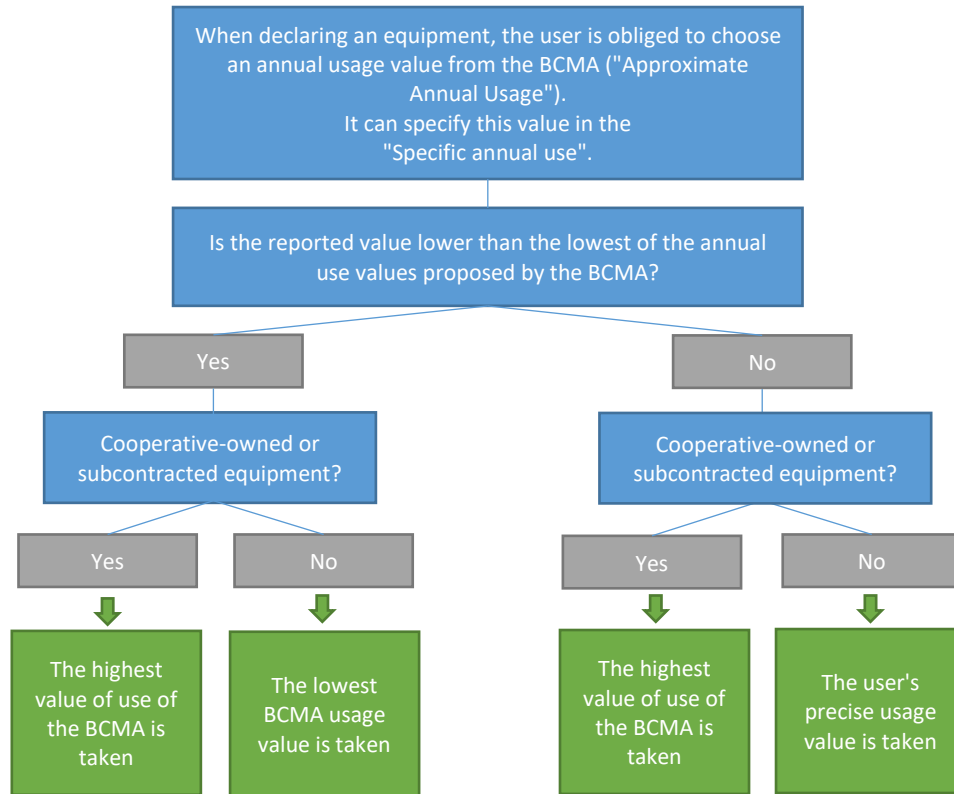 When declaring an equipment, the user is obliged to choose
an annual usage value from the BCMA ("Approximate
Annual Usage").
It can specify this value in the
"Specific annual use".
Is the reported value lower than the lowest of the annual
use values proposed by the BCMA?
Yes
No
Cooperative-owned or
subcontracted equipment?
Cooperative-owned or
subcontracted equipment?
Yes
No
Yes
No
The highest
value of use of
the BCMA is
taken
The lowest
BCMA usage
value is taken
The highest
value of use of
the BCMA is
taken
The user's
precise usage
value is taken